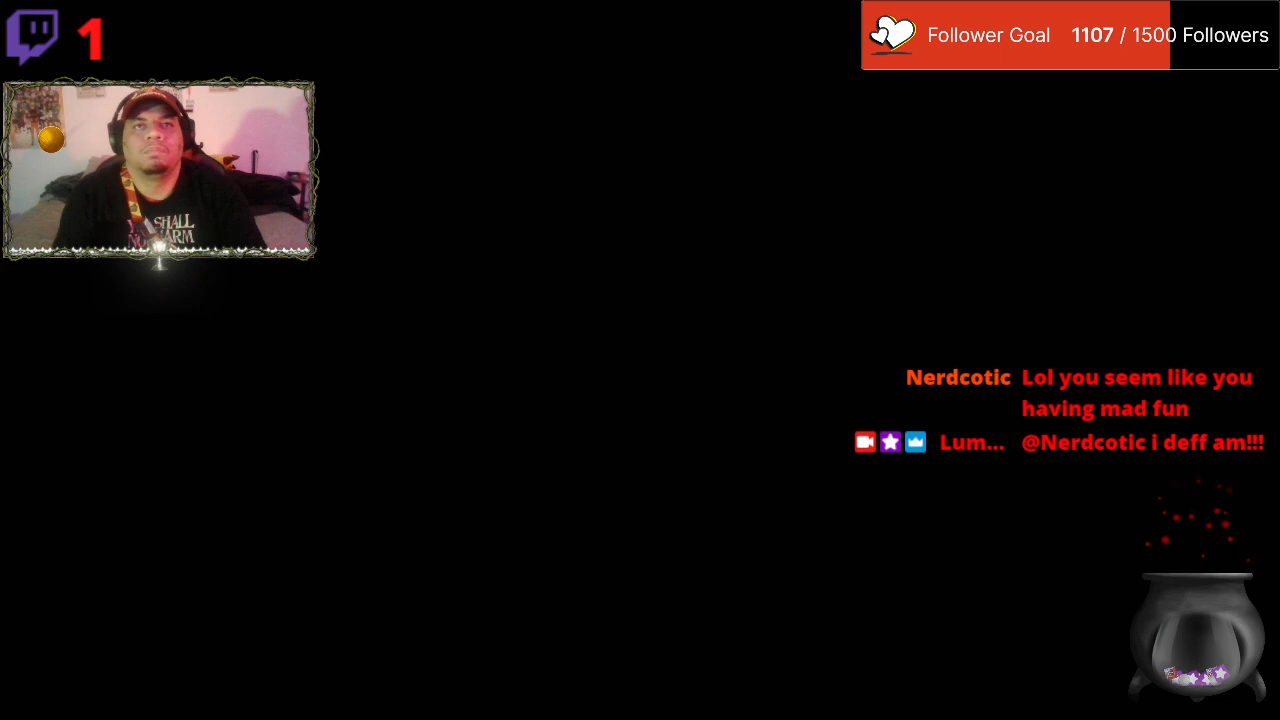 1
Follower Goal 1107 / 1500 Followers
SHALL
Nerdcotic Lol you seem like you
having mad fun
Lum... @Nerdcotic i deff am!!!